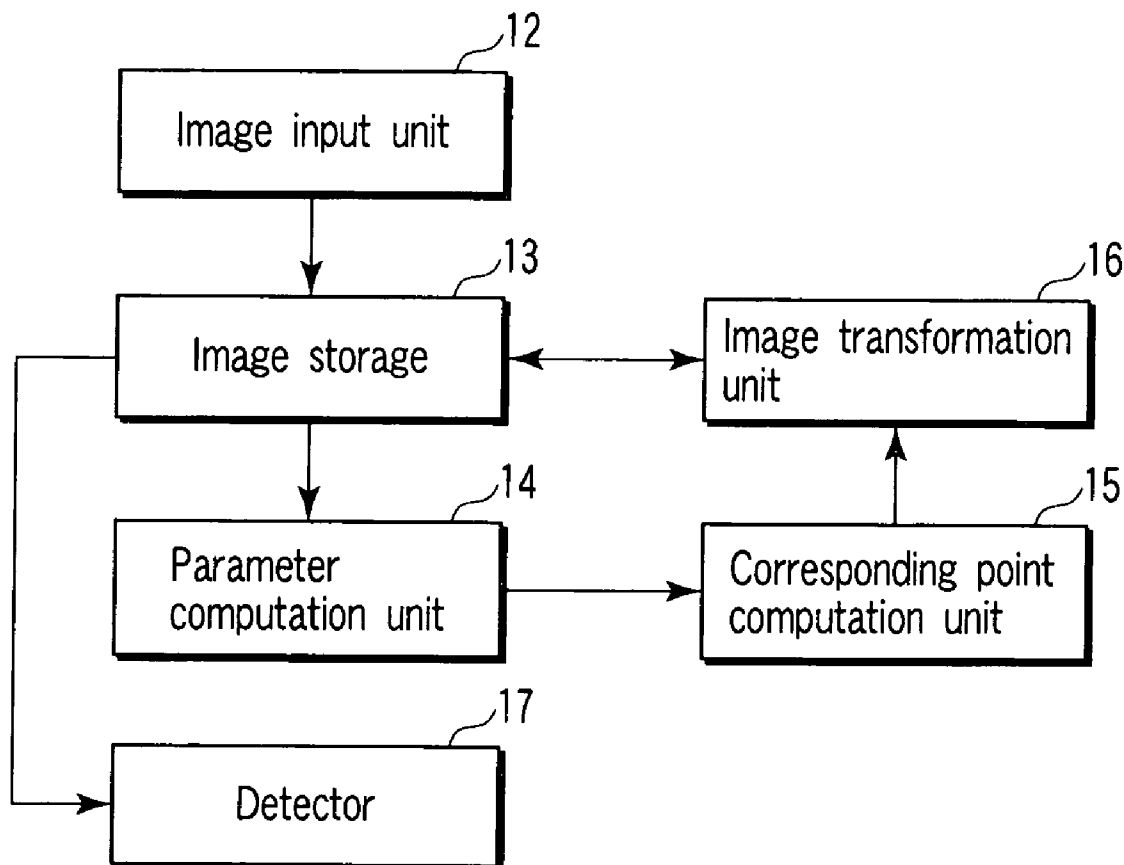 12
Image input unit
13
Image storage
16
Image transformation
unit
14
Parameter
computation unit
15
Corresponding point
computation unit
17
Detector